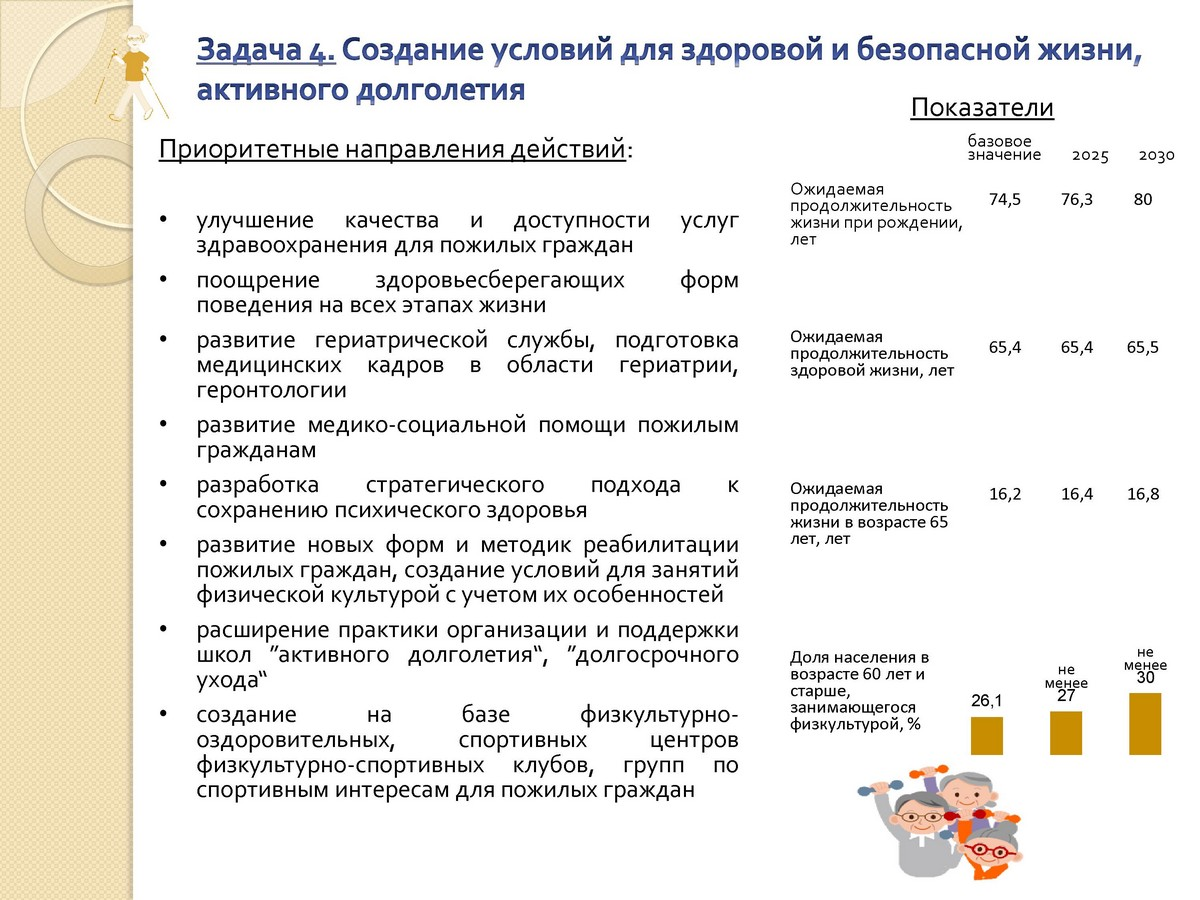 Задача 4. Создание условий для здоровой и безопасной жизни,
активного долголетия
Приоритетные направления действий:
• улучшение качества и доступности услуг
здравоохранения для пожилых граждан
• поощрение здоровьесберегающих форм
поведения на всех этапах жизни
• развитие гериатрической службы, подготовка
медицинских кадров в области гериатрии,
геронтологии
• развитие медико-социальной помощи пожилым
гражданам
• разработка стратегического подхода к
сохранению психического здоровья
• развитие новых форм и методик реабилитации
пожилых граждан, создание условий для занятий
физической культурой с учетом их особенностей
• расширение практики организации и поддержки
школ ”активного долголетия“, ”долгосрочного
ухода“
• создание на базе физкультурно-
оздоровительных, спортивных центров
физкультурно-спортивных клубов, групп по
спортивным интересам для пожилых граждан
Показатели
базовое
значение 2025 2030
Ожидаемая
продолжительность
жизни при рождении,
лет
74,5 76,3 80
Ожидаемая
продолжительность
здоровой жизни, лет
65,4 65,4 65,5
Ожидаемая
продолжительность
жизни в возрасте 65
лет, лет
16,2 16,4 16,8
Доля населения в
возрасте 60 лет и
старше,
занимающегося
физкультурой, %
26,1
не
менее
27
не
менее
30